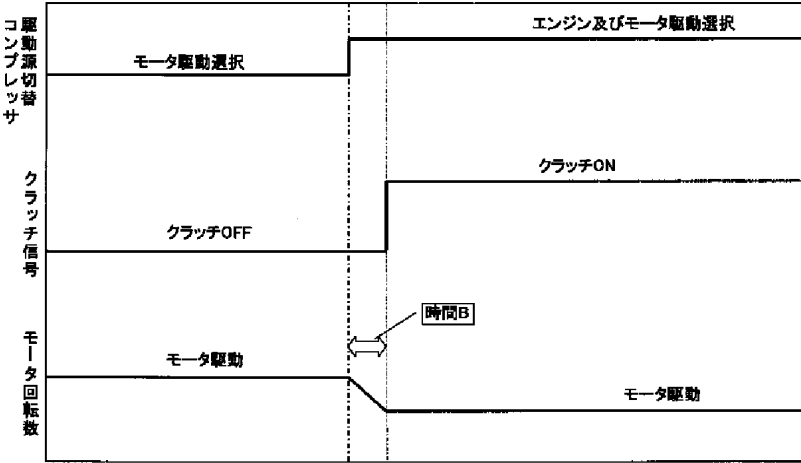 コンプレッサ
駆動源切替
モータ駆動選択
エンジン及びモータ駆動選択
クラッチ信号
クラッチOFF
クラッチON
時間B
モータ回転数
モータ駆動
モータ駆動